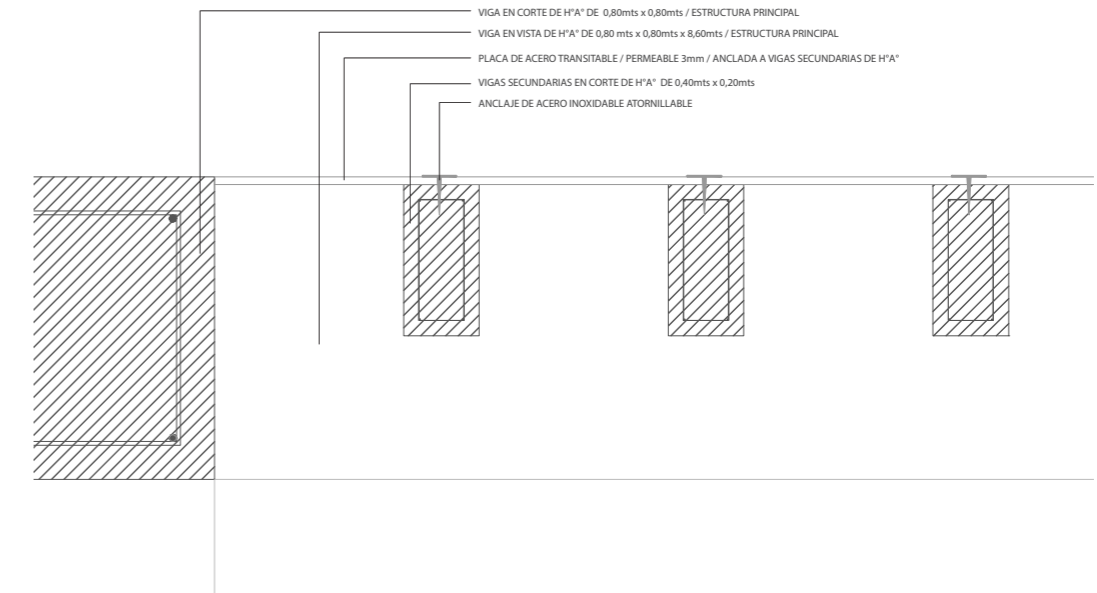 VIGA EN CORTE DE H°A° DE 0,80mts x 0,80mts / ESTRUCTURA PRINCIPAL
VIGA EN VISTA DE H°A° DE 0,80 mts x 0,80mts x 8,60mts / ESTRUCTURA PRINCIPAL
PLACA DE ACERO TRANSITABLE / PERMEABLE 3mm / ANCLADA A VIGAS SECUNDARIAS DE H°A°
VIGAS SECUNDARIAS EN CORTE DE H°A° DE 0,40mts x 0,20mts
ANCLAJE DE ACERO INOXIDABLE ATORNILLABLE